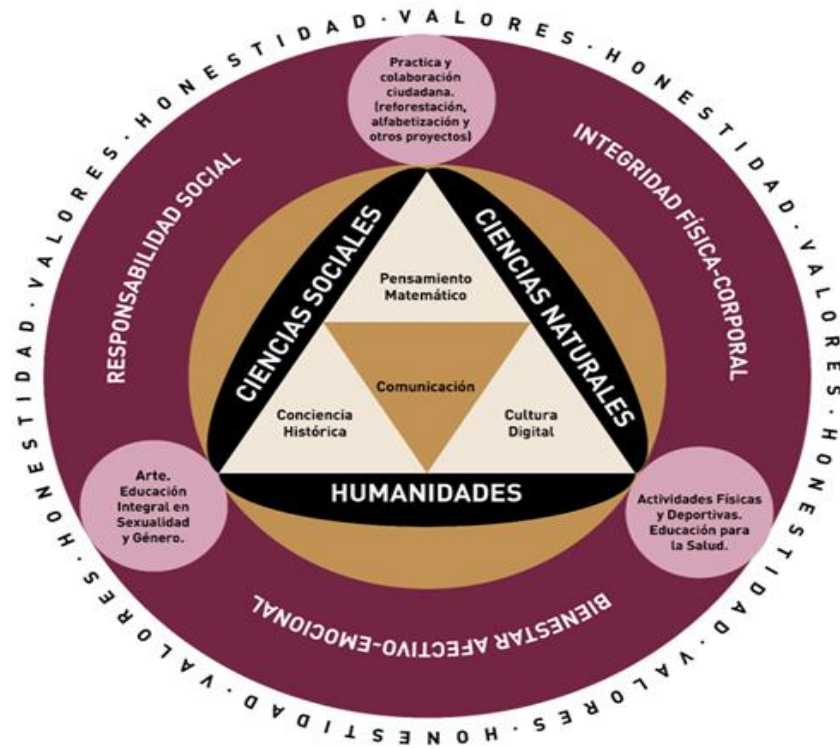 HONESTIDAD · VALORES · HONESTIDAD · VALORES · HONESTIDAD · VALORES · HONESTIDAD · VALORES · HONESTIDAD · VALORES ·
Practica y
colaboración
ciudadana.
(reforestación,
alfabetización y
otros proyectos)
RESPONSABILIDAD SOCIAL
INTEGRIDAD FÍSICA-CORPORAL
CIENCIAS SOCIALES
CIENCIAS NATURALES
Pensamiento
Matemático
Comunicación
Conciencia
Histórica
Cultura
Digital
HUMANIDADES
Arte.
Educación
Integral en
Sexualidad
y Género.
Actividades Físicas
y Deportivas.
Educación para
la Salud.
BIENESTAR AFECTIVO-EMOCIONAL